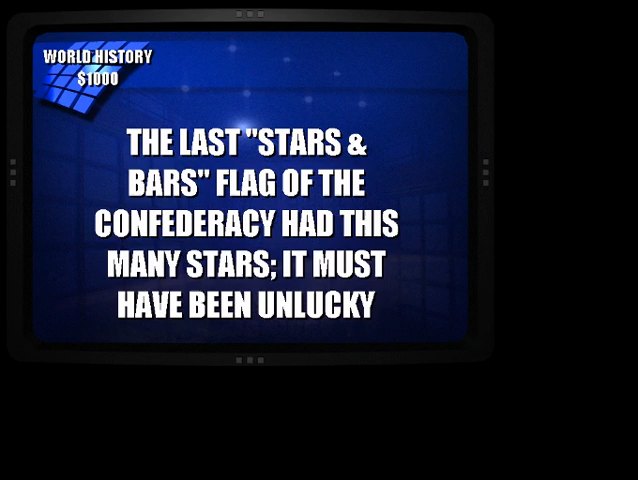 WORLD HISTORY
$1000
THE LAST "STARS &
BARS" FLAG OF THE
CONFEDERACY HAD THIS
MANY STARS; IT MUST
HAVE BEEN UNLUCKY